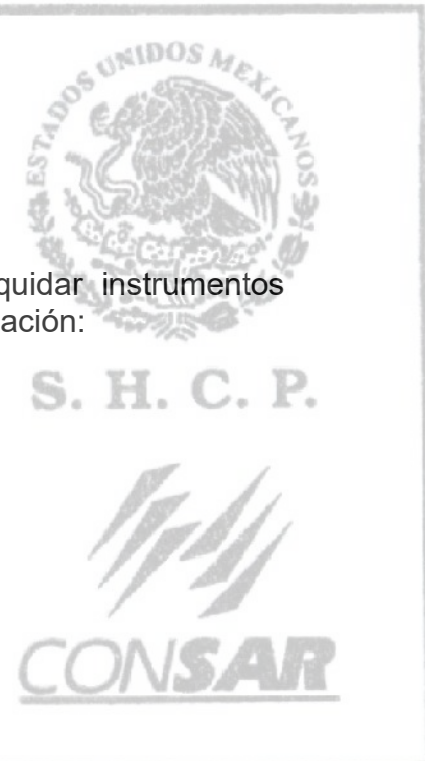 ESTADOS UNIDOS MEXICANOS
quidar instrumentos
ación:
S. H. C. P.
CONSAR